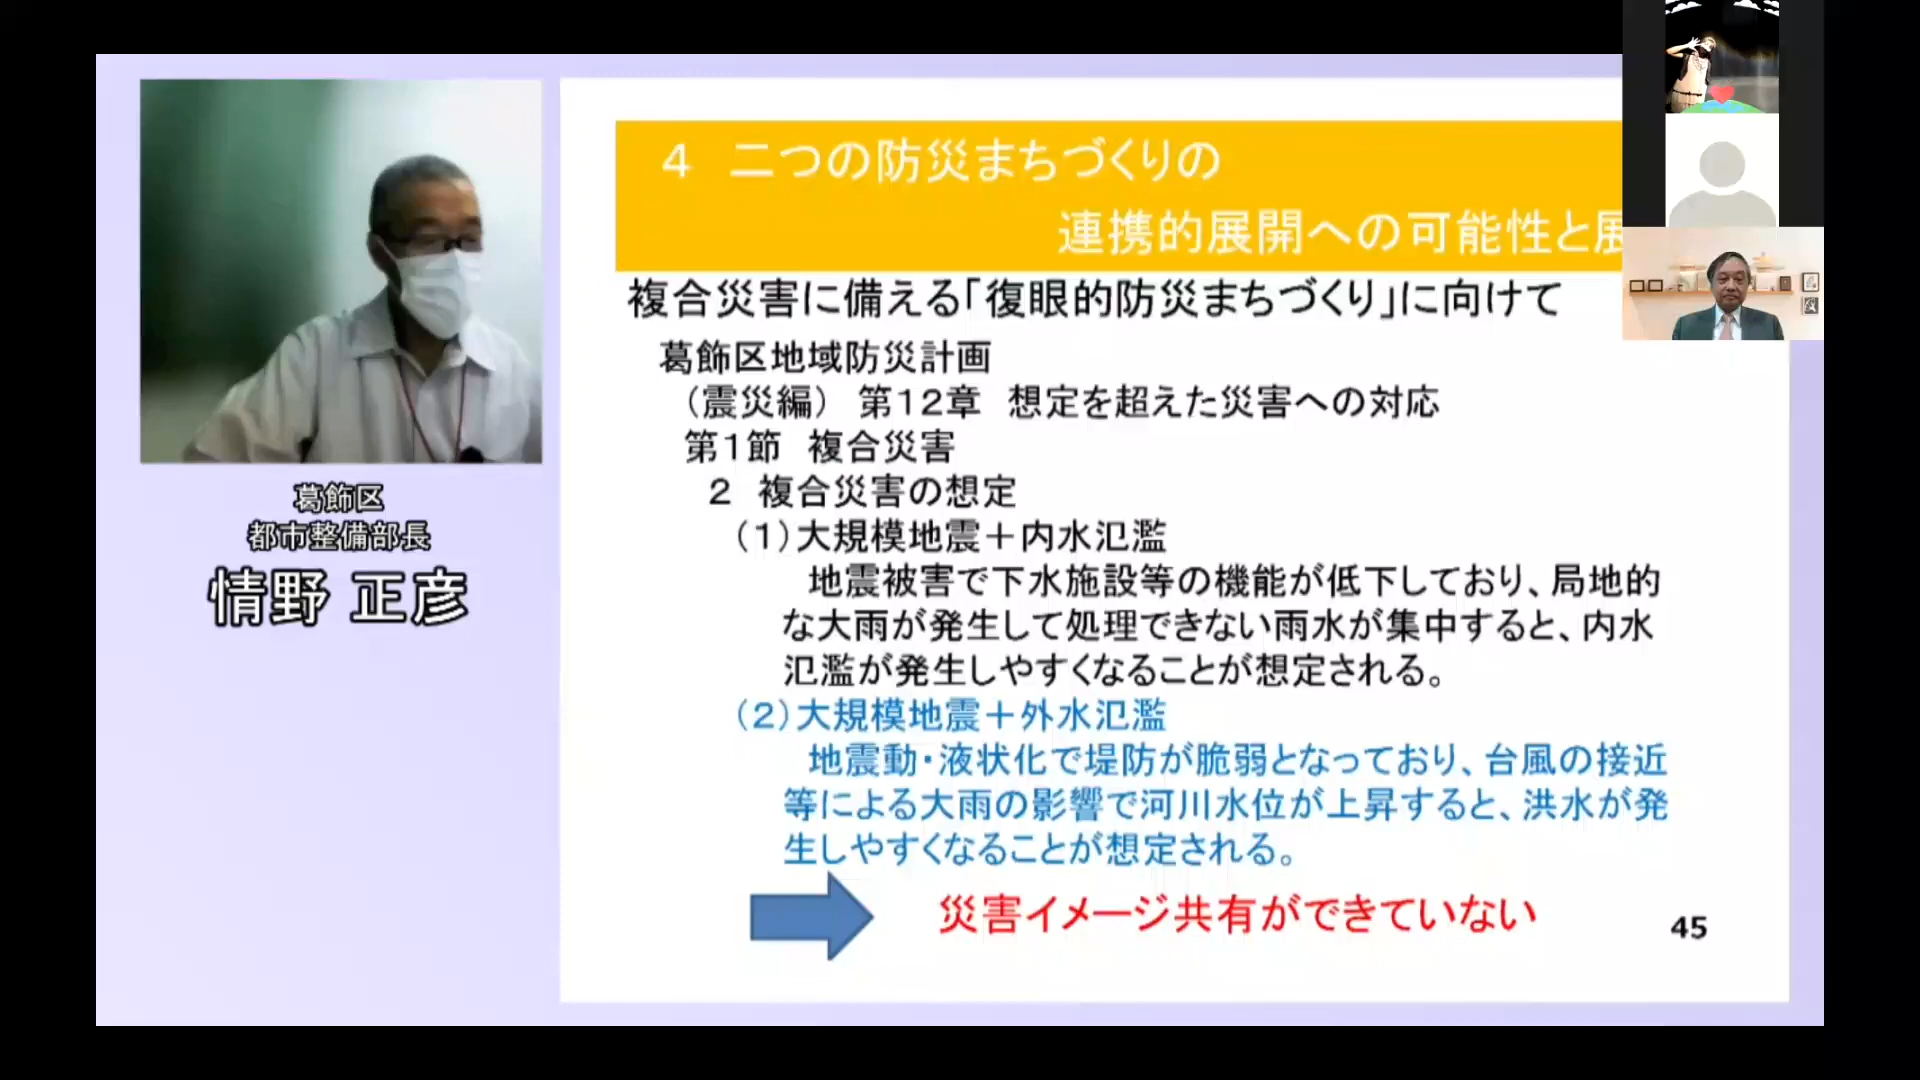 葛飾区
都市整備部長
情野 正彦
4 二つの防災まちづくりの
連携的展開への可能性と展
複合災害に備える「復眼的防災まちづくり」に向けて
葛飾区地域防災計画
（震災編） 第12章 想定を超えた災害への対応
第1節 複合災害
2 複合災害の想定
（1）大規模地震＋内水氾濫
地震被害で下水施設等の機能が低下しており、局地的
な大雨が発生して処理できない雨水が集中すると、内水
氾濫が発生しやすくなることが想定される。
（2）大規模地震＋外水氾濫
地震動・液状化で堤防が脆弱となっており、台風の接近
等による大雨の影響で河川水位が上昇すると、洪水が発
生しやすくなることが想定される。
災害イメージ共有ができていない
45